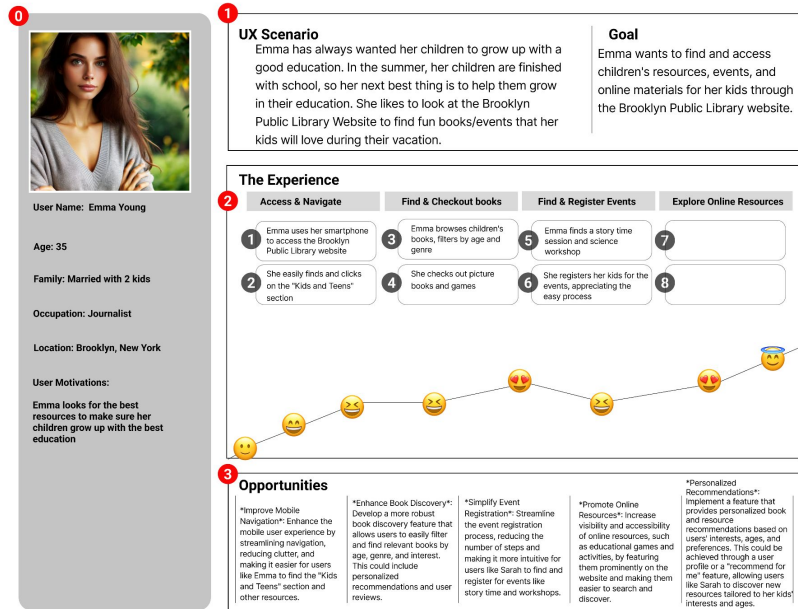 0
User Name: Emma Young
Age: 35
Family: Married with 2 kids
Occupation: Journalist
Location: Brooklyn, New York
User Motivations:
Emma looks for the best
resources to make sure her
children grow up with the best
education
1
UX Scenario
Emma has always wanted her children to grow up with a
good education. In the summer, her children are finished
with school, so her next best thing is to help them grow
in their education. She likes to look at the Brooklyn
Public Library Website to find fun books/events that her
kids will love during their vacation.
Goal
Emma wants to find and access
children's resources, events, and
online materials for her kids through
the Brooklyn Public Library website.
The Experience
2
Access & Navigate
1
Emma uses her smartphone
to access the Brooklyn
Public Library website
2
She easily finds and clicks
on the "Kids and Teens"
section
Find & Checkout books
3
Emma browses children's
books, filters by age and
genre
4
She checks out picture
books and games
Find & Register Events
5
Emma finds a story time
session and science
workshop
6
She registers her kids for the
events, appreciating the
easy process
Explore Online Resources
7
8
3
Opportunities
*Improve Mobile
Navigation*: Enhance the
mobile user experience by
streamlining navigation,
reducing clutter, and
making it easier for users
like Emma to find the "Kids
and Teens" section and
other resources.
*Enhance Book Discovery*:
Develop a more robust
book discovery feature that
allows users to easily filter
and find relevant books by
age, genre, and interest.
This could include
personalized
recommendations and user
reviews.
*Simplify Event
Registration*: Streamline
the event registration
process, reducing the
number of steps and
making it more intuitive for
users like Sarah to find and
register for events like
story time and workshops.
*Promote Online
Resources*: Increase
visibility and accessibility
of online resources, such
as educational games and
activities, by featuring
them prominently on the
website and making them
easier to search and
discover.
*Personalized
Recommendations*:
Implement a feature that
provides personalized book
and resource
recommendations based on
users' interests, ages, and
preferences. This could be
achieved through a user
profile or a "recommend for
me" feature, allowing users
like Sarah to discover new
resources tailored to her kids'
interests and ages.